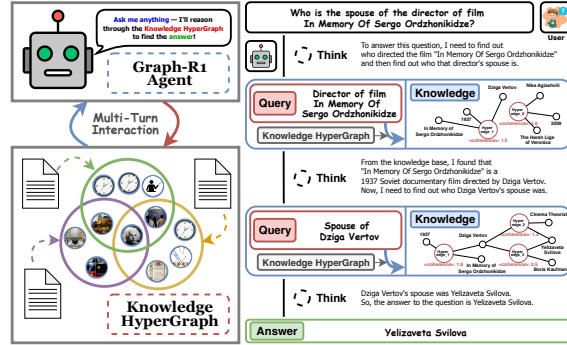 Ask me anything — I'll reason
through the Knowledge HyperGraph
to find the answer!
Graph-R1
Agent
Multi-Turn
Interaction
Knowledge
HyperGraph
Who is the spouse of the director of film
In Memory Of Sergo Ordzhonikidze?
User
Think
To answer this question, I need to find out
who directed the film "In Memory Of Sergo Ordzhonikidze"
and then find out who that director's spouse is.
Query
Director of film
In Memory Of
Sergo Ordzhonikidze
Knowledge HyperGraph
Knowledge
Dziga Vertov
Nika Agiashvili
1937
Hyper
edge_1
Hyper
edge_2
In Memory of
Sergo Ordzhonikidze
<coherence>: 1.5
2009
The Harsh Lige
of Veronica
Think
From the knowledge base, I found that
"In Memory Of Sergo Ordzhonikidze" is a
1937 Soviet documentary film directed by Dziga Vertov.
Now, I need to find out who Dziga Vertov's spouse was.
Query
Spouse of
Dziga Vertov
Knowledge HyperGraph
Knowledge
Cinema Theorist
Dziga Vertov
1937
Yelizaveta
Svilova
In Memory of
Sergo Ordzhonikidze
Boris Kaufman
Think
Dziga Vertov's spouse was Yelizaveta Svilova.
So, the answer to the question is Yelizaveta Svilova.
Answer
Yelizaveta Svilova